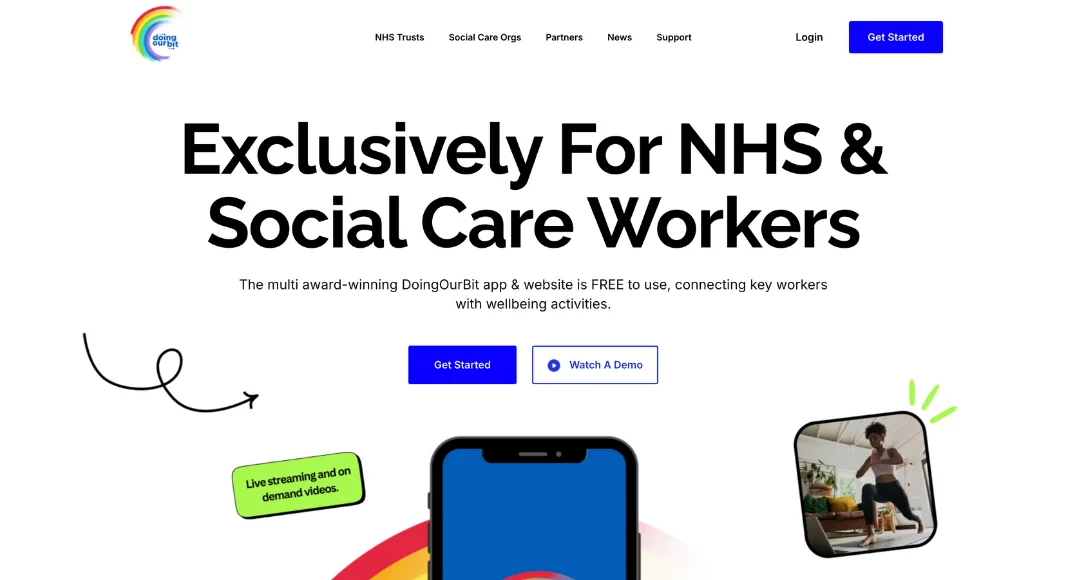 doing
ourbit
NHS Trusts
Social Care Orgs
Partners
News
Support
Login
Get Started
Exclusively For NHS &
Social Care Workers
The multi award-winning DoingOurBit app & website is FREE to use, connecting key workers
with wellbeing activities.
Get Started
Watch A Demo
Live streaming and on
demand videos.